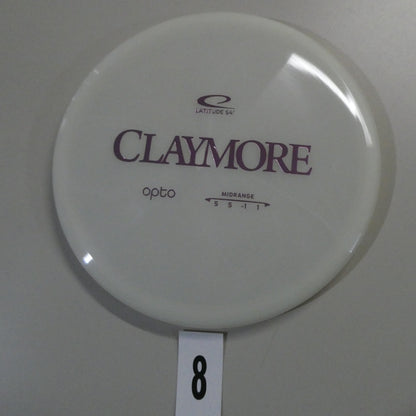 LATITUDE 64°
CLAYMORE
opto
MIDRANGE
5 5 -1 1
8